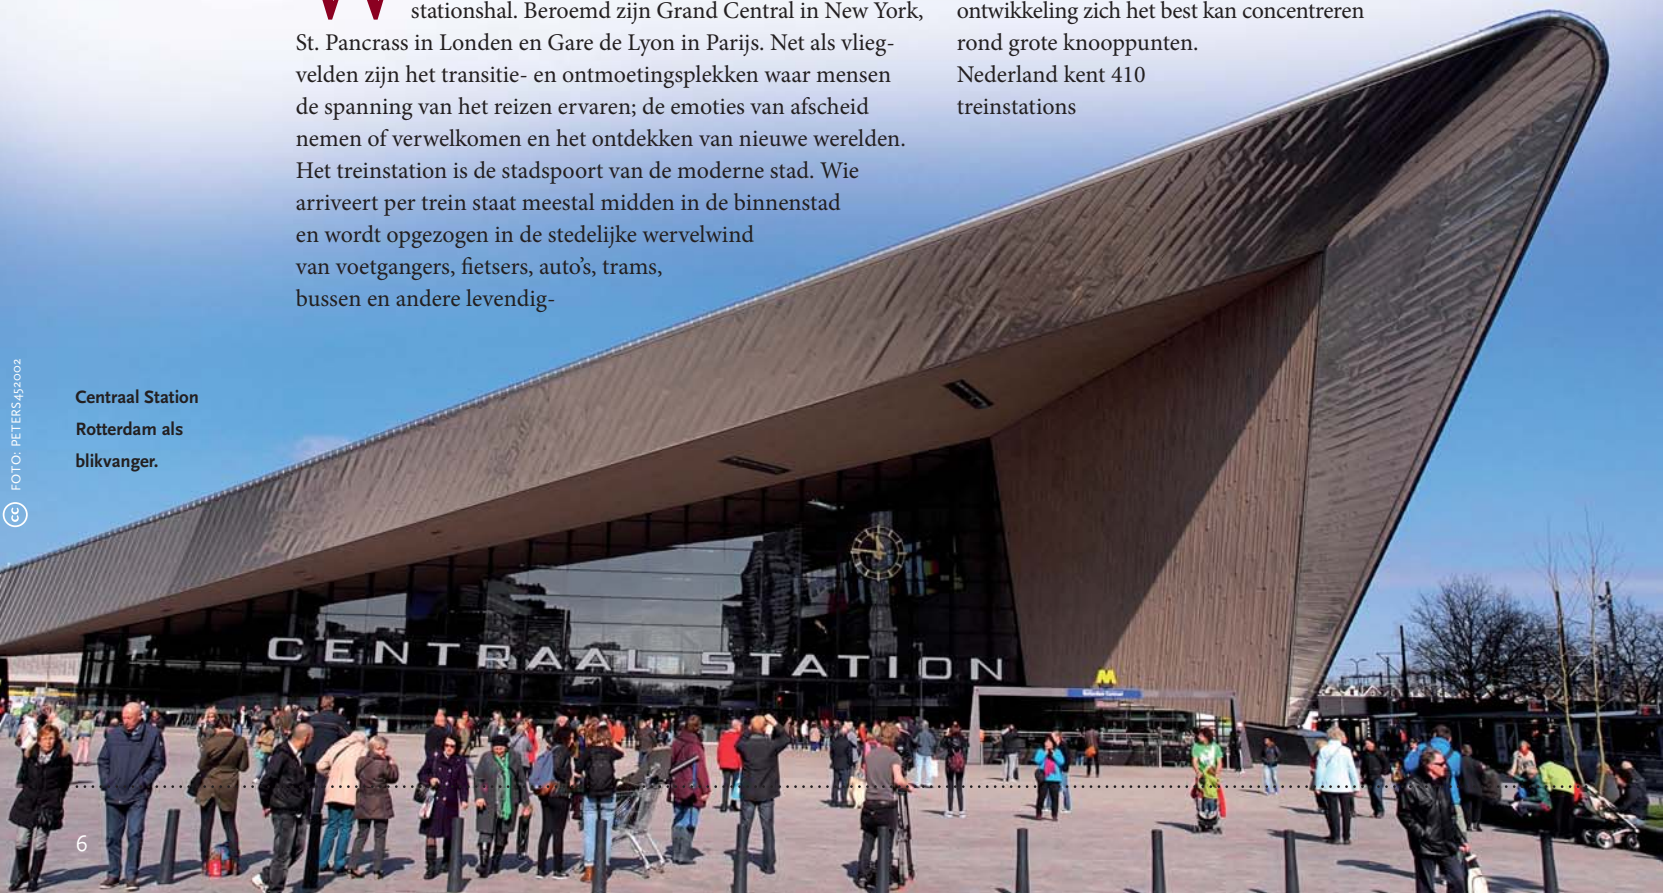 stationshal. Beroemd zijn Grand Central in New York,
St. Pancrass in Londen en Gare de Lyon in Parijs. Net als vlieg-
velden zijn het transitie- en ontmoetingsplekken waar mensen
de spanning van het reizen ervaren; de emoties van afscheid
nemen of verwelkomen en het ontdekken van nieuwe werelden.
Het treinstation is de stadspoort van de moderne stad. Wie
arriveert per trein staat meestal midden in de binnenstad
en wordt opgezogen in de stedelijke wervelwind
van voetgangers, fietsers, auto's, trams,
bussen en andere levendig-
ontwikkeling zich het best kan concentreren
rond grote knooppunten.
Nederland kent 410
treinstations
Centraal Station
Rotterdam als
blikvanger.
cc FOTO: PETERS452002
CENTRAAL STATION
M
Rotterdam Centraal
6